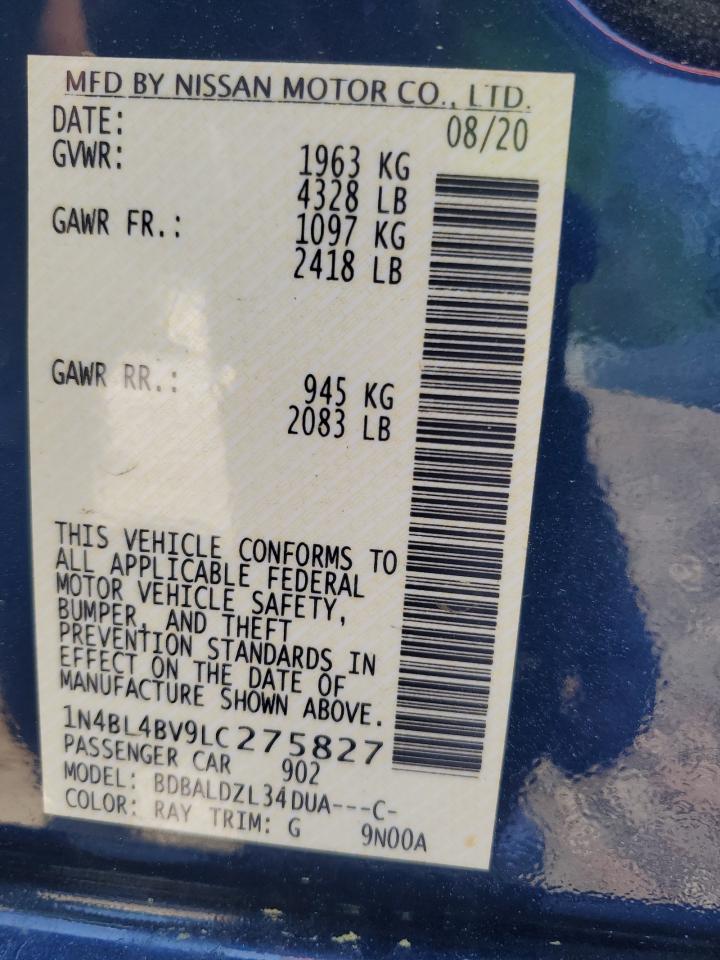 MFD BY NISSAN MOTOR CO., LTD.
DATE: 08/20
GVWR: 1963 KG
4328 LB
GAWR FR.: 1097 KG
2418 LB
GAWR RR.: 945 KG
2083 LB
THIS VEHICLE CONFORMS TO
ALL APPLICABLE FEDERAL
MOTOR VEHICLE SAFETY,
BUMPER, AND THEFT
PREVENTION STANDARDS IN
EFFECT ON THE DATE OF
MANUFACTURE SHOWN ABOVE.
1N4BL4BV9LC275827
PASSENGER CAR 902
MODEL: BDBALDZL34DUA---C-
COLOR: RAY TRIM: G 9N00A